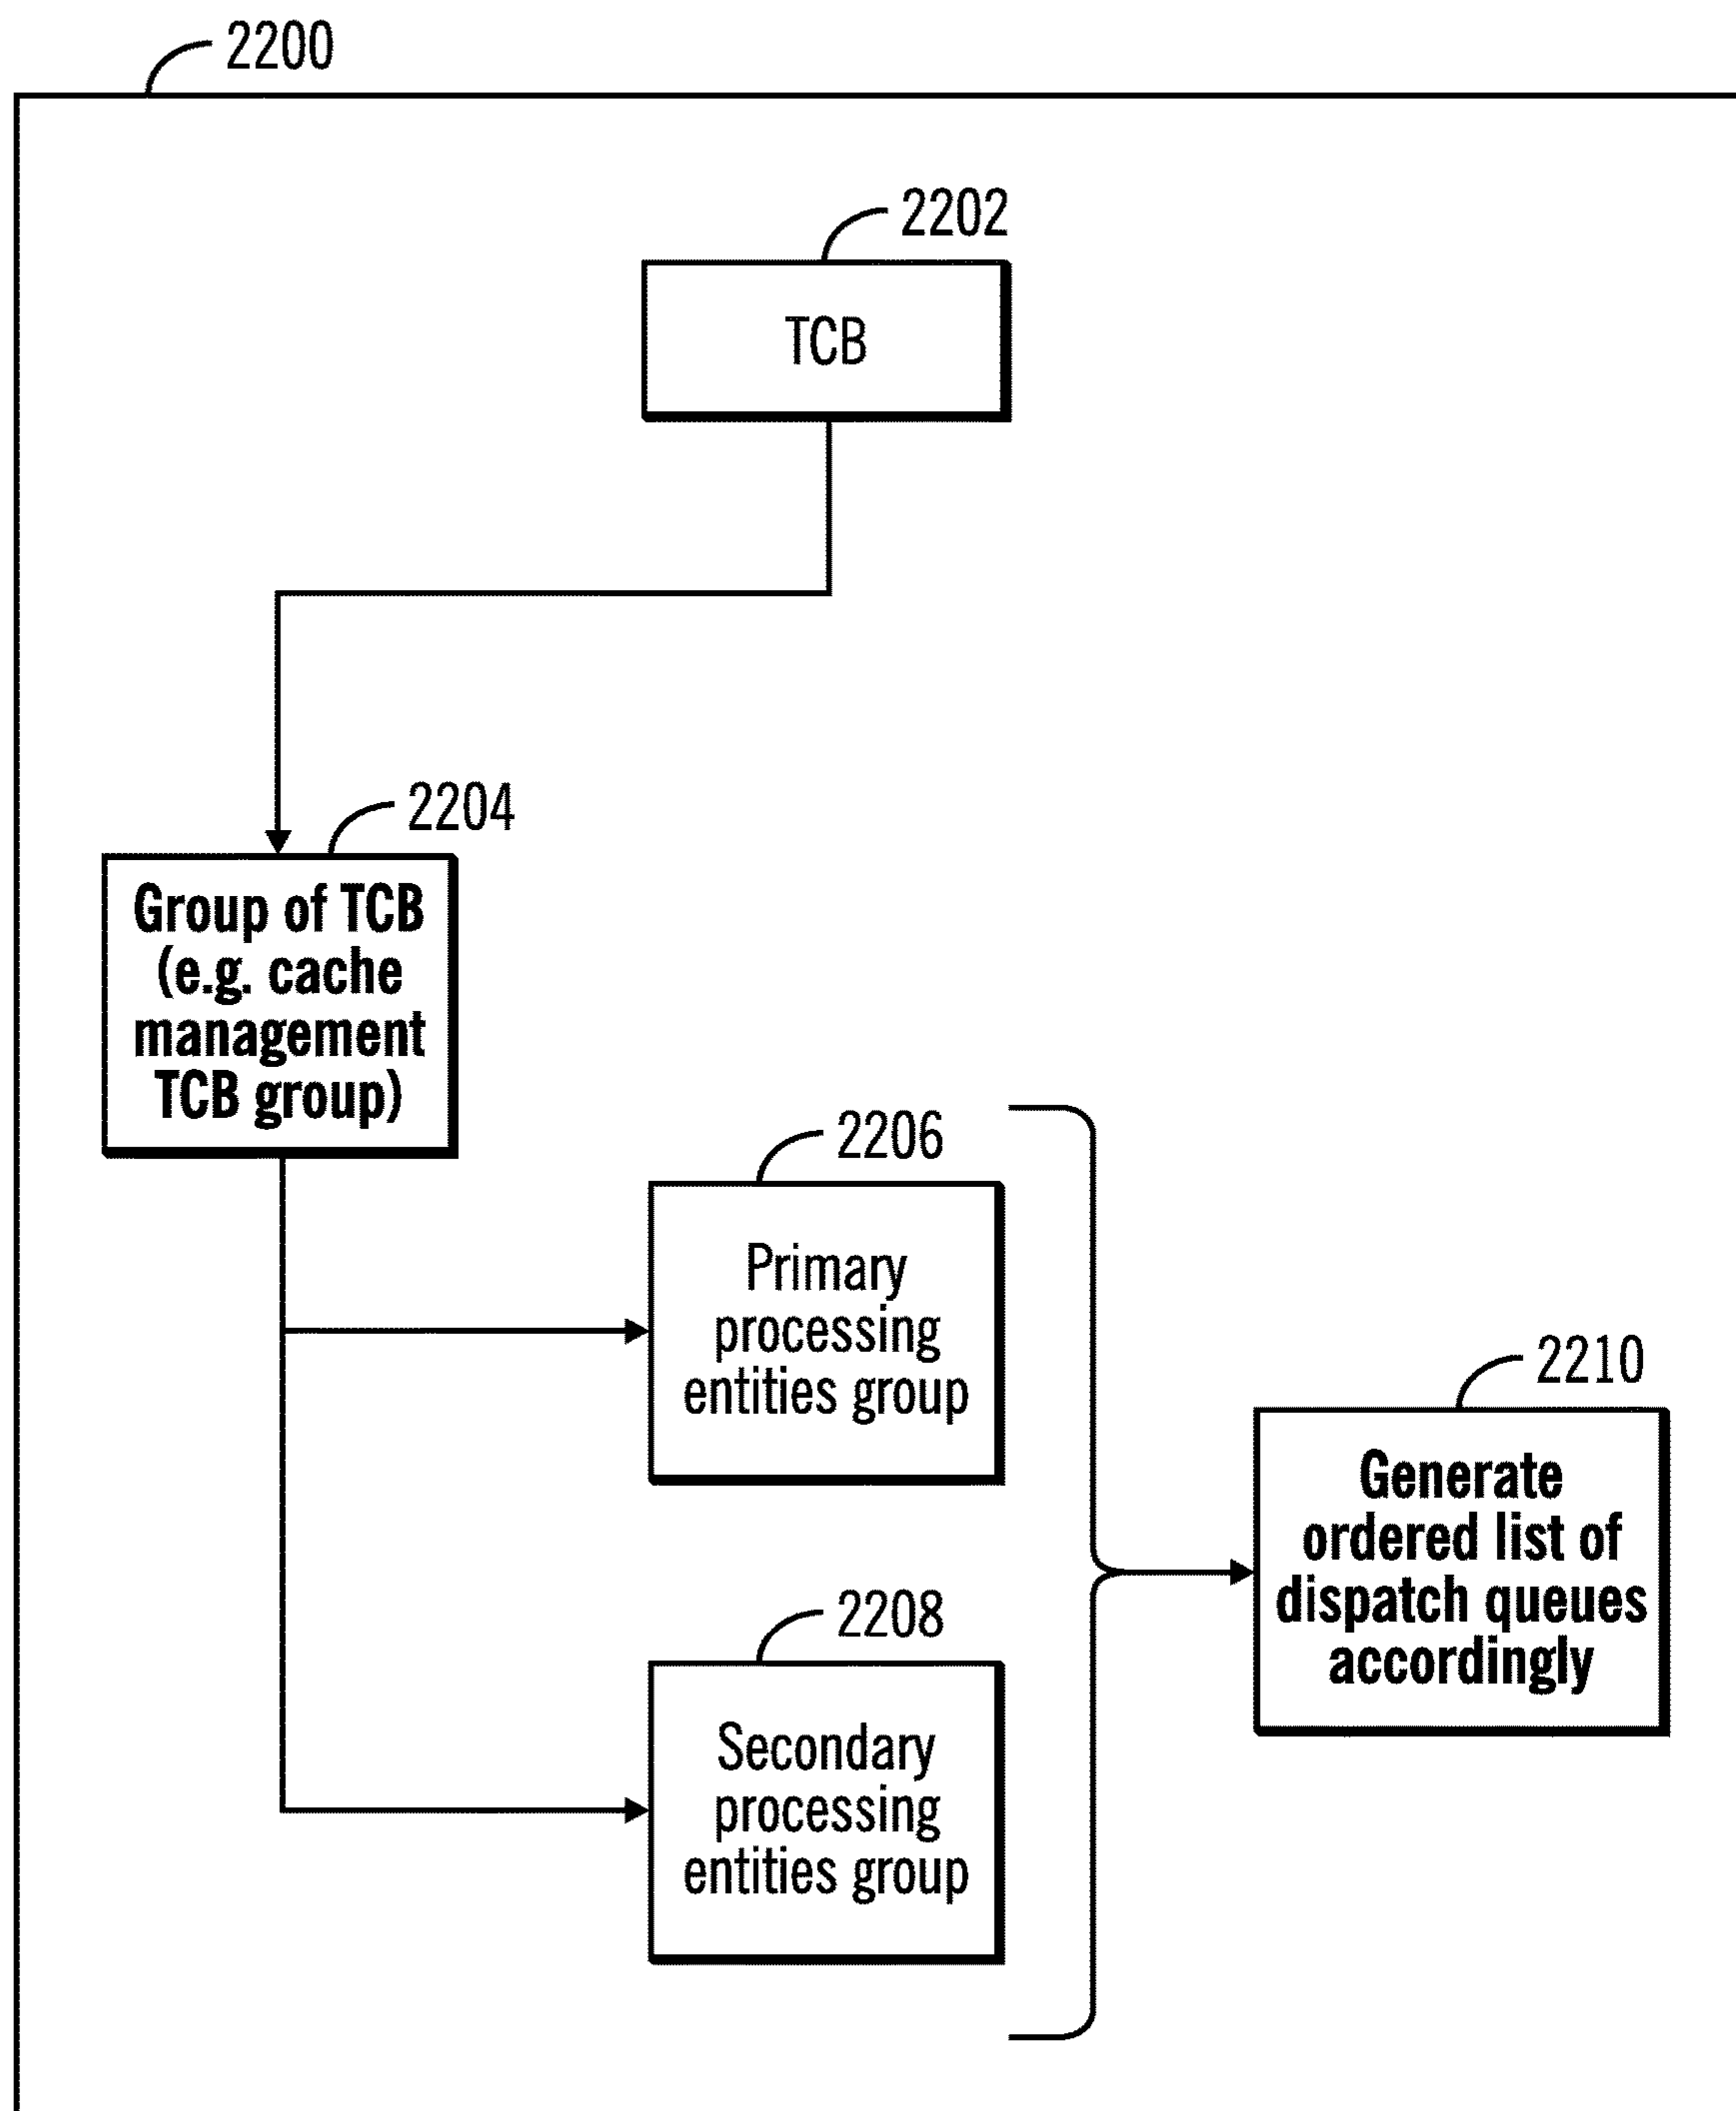 2200
2202
TCB
2204
Group of TCB
(e.g. cache
management
TCB group)
2206
Primary
processing
entities group
2210
Generate
ordered list of
dispatch queues
accordingly
2208
Secondary
processing
entities group